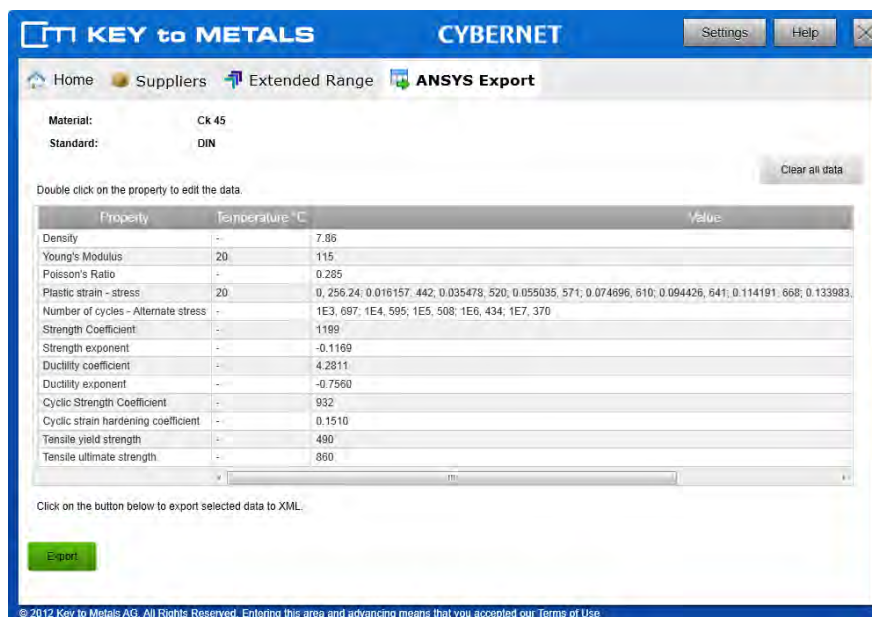 KEY to METALS CYBERNET Settings Help
Home Suppliers Extended Range ANSYS Export
Material: Ck 45
Standard: DIN
Clear all data
Double click on the property to edit the data.
Property Temperature °C Value
Density - 7.86
Young's Modulus 20 115
Poisson's Ratio - 0.285
Plastic strain - stress 20 0, 256.24; 0.016157, 442; 0.035478, 520; 0.055035, 571; 0.074696, 610; 0.094426, 641; 0.114191, 668; 0.133983,
Number of cycles - Alternate stress - 1E3, 697; 1E4, 595; 1E5, 508; 1E6, 434; 1E7, 370
Strength Coefficient - 1199
Strength exponent - -0.1169
Ductility coefficient - 4.2811
Ductility exponent - -0.7560
Cyclic Strength Coefficient - 932
Cyclic strain hardening coefficient - 0.1510
Tensile yield strength - 490
Tensile ultimate strength - 860
Click on the button below to export selected data to XML.
Export
© 2012 Key to Metals AG. All Rights Reserved. Entering this area and advancing means that you accepted our Terms of Use